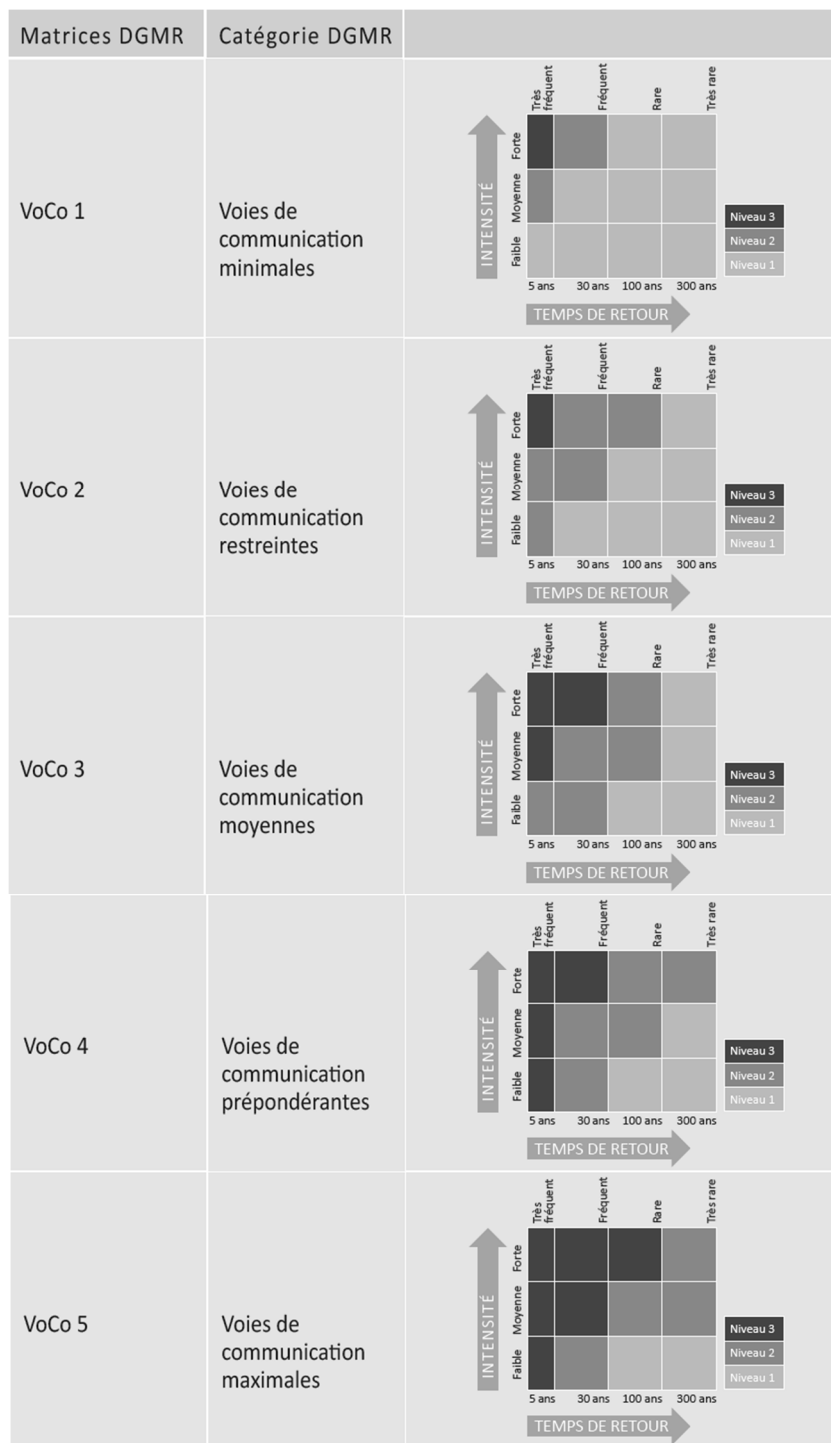 Matrices DGMR
Catégorie DGMR
VoCo 1
Voies de
communication
minimales
Très
fréquent
Fréquent
Rare
Très rare
INTENSITÉ
Forte
Moyenne
Faible
5 ans
30 ans
100 ans
300 ans
TEMPS DE RETOUR
Niveau 3
Niveau 2
Niveau 1
VoCo 2
Voies de
communication
restreintes
Très
fréquent
Fréquent
Rare
Très rare
INTENSITÉ
Forte
Moyenne
Faible
5 ans
30 ans
100 ans
300 ans
TEMPS DE RETOUR
Niveau 3
Niveau 2
Niveau 1
VoCo 3
Voies de
communication
moyennes
Très
fréquent
Fréquent
Rare
Très rare
INTENSITÉ
Forte
Moyenne
Faible
5 ans
30 ans
100 ans
300 ans
TEMPS DE RETOUR
Niveau 3
Niveau 2
Niveau 1
VoCo 4
Voies de
communication
prépondérantes
Très
fréquent
Fréquent
Rare
Très rare
INTENSITÉ
Forte
Moyenne
Faible
5 ans
30 ans
100 ans
300 ans
TEMPS DE RETOUR
Niveau 3
Niveau 2
Niveau 1
VoCo 5
Voies de
communication
maximales
Très
fréquent
Fréquent
Rare
Très rare
INTENSITÉ
Forte
Moyenne
Faible
5 ans
30 ans
100 ans
300 ans
TEMPS DE RETOUR
Niveau 3
Niveau 2
Niveau 1